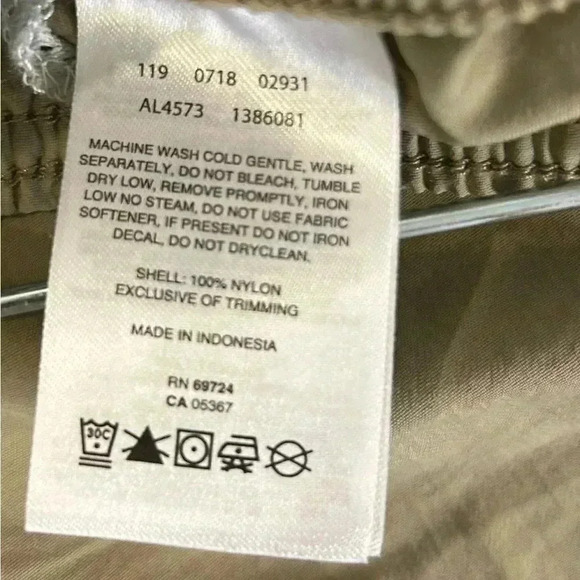 119 0718 02931
AL4573 1386081
MACHINE WASH COLD GENTLE, WASH
SEPARATELY, DO NOT BLEACH, TUMBLE
DRY LOW, REMOVE PROMPTLY, IRON
LOW NO STEAM, DO NOT USE FABRIC
SOFTENER, IF PRESENT DO NOT IRON
DECAL, DO NOT DRYCLEAN.
SHELL: 100% NYLON
EXCLUSIVE OF TRIMMING
MADE IN INDONESIA
RN 69724
CA 05367
30C